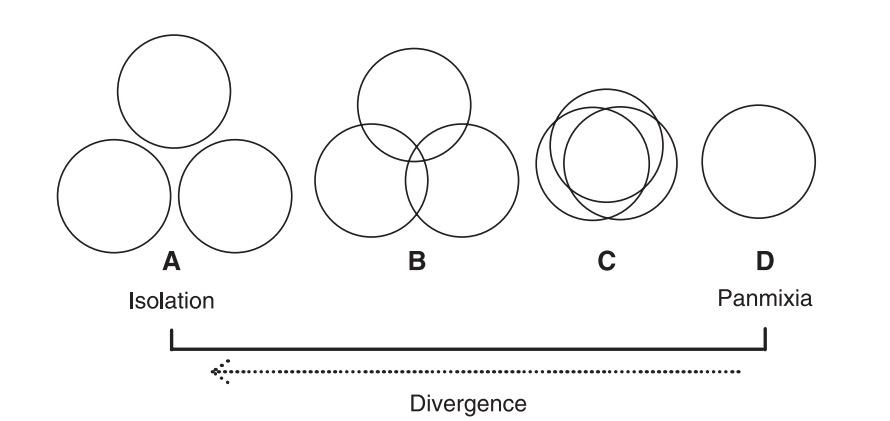 A B C D
Isolation Panmixia
Divergence